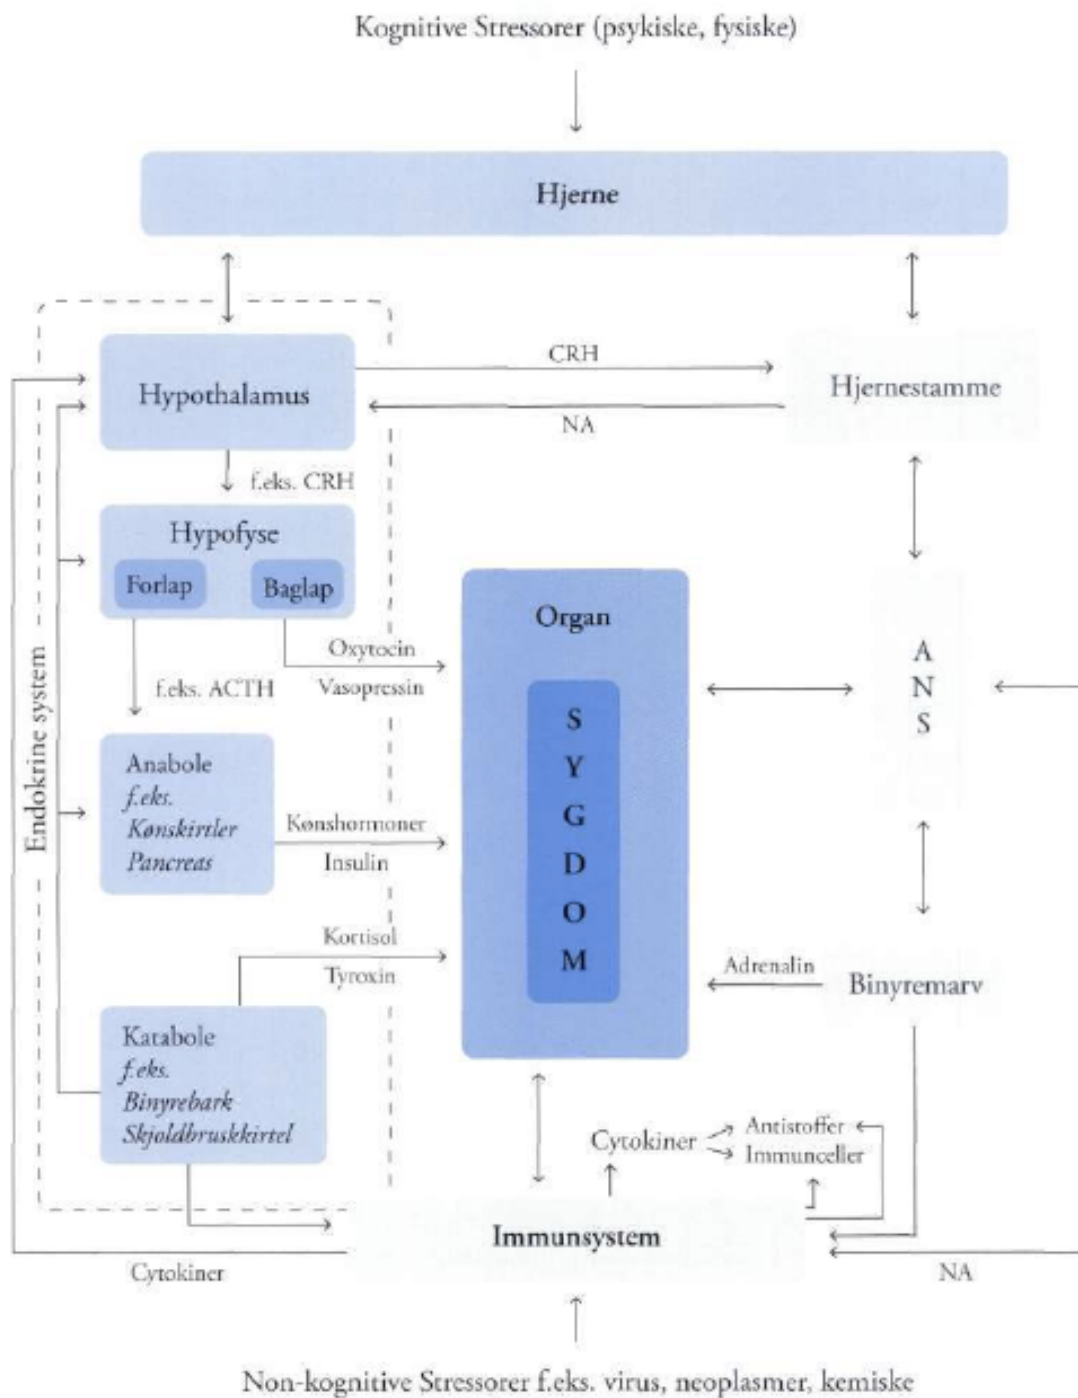 Kognitive Stressorer (psykiske, fysiske)
Hjerne
Hypothalamus
CRH
NA
Hjernestamme
f.eks. CRH
Hypofyse
Forlap
Baglap
Oxytocin
Vasopressin
f.eks. ACTH
Endokrine system
Organ
SYGDOM
ANS
Anabole
f.eks.
Kønskirtler
Pancreas
Kønshormoner
Insulin
Kortisol
Tyroxin
Adrenalin
Binyremarv
Katabole
f.eks.
Binyrebark
Skjoldbruskkirtel
Cytokiner
Antistoffer
Immunceller
Immunsystem
Cytokiner
NA
Non-kognitive Stressorer f.eks. virus, neoplasmer, kemiske